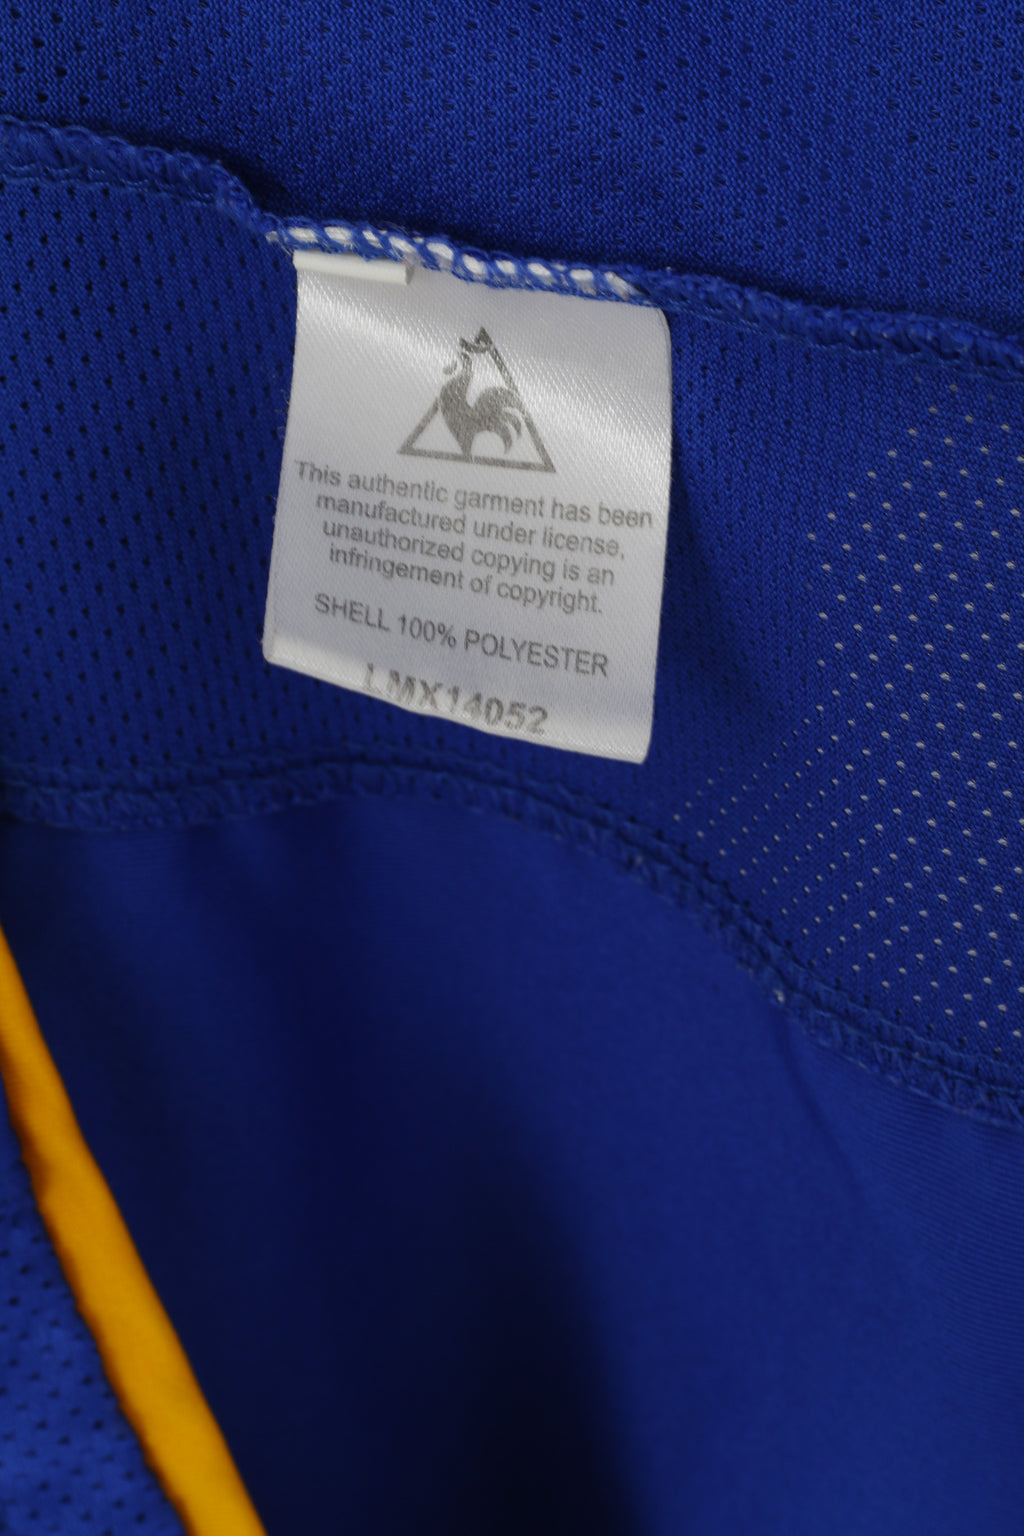 This authentic garment has been
manufactured under license,
unauthorized copying is an
infringement of copyright.
SHELL 100% POLYESTER
LMX14052